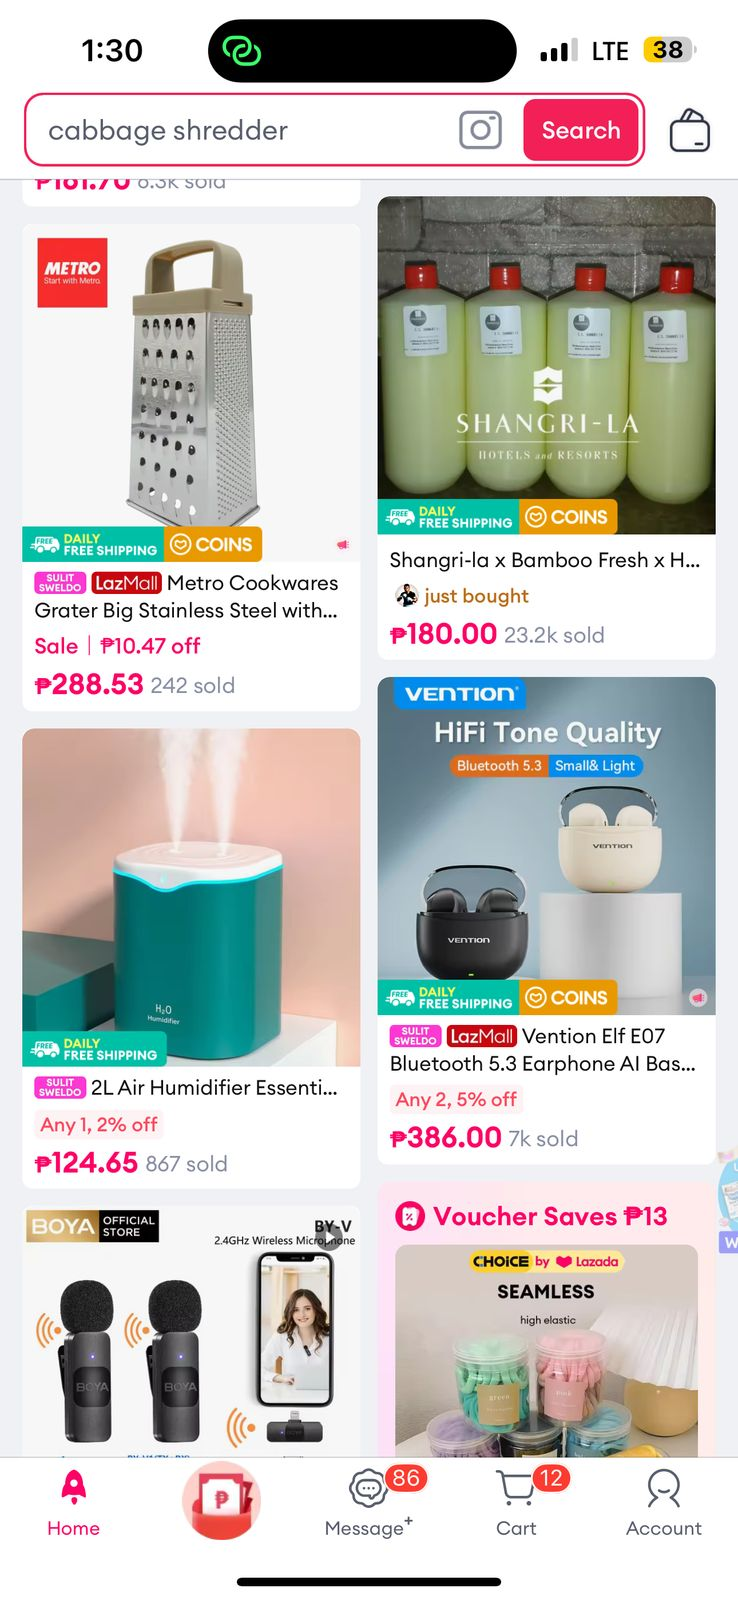 1:30
LTE
38
cabbage shredder
Search
₱161.70 6.3k sold
METRO
Start with Metro.
FREE
DAILY
FREE SHIPPING
COINS
SULIT
SWELDO
LazMall Metro Cookwares
Grater Big Stainless Steel with...
Sale | ₱10.47 off
₱288.53 242 sold
H₂O
Humidifier
FREE
DAILY
FREE SHIPPING
SULIT
SWELDO
2L Air Humidifier Essenti...
Any 1, 2% off
₱124.65 867 sold
BOYA OFFICIAL
STORE
BY-V
2.4GHz Wireless Microphone
BOYA
BOYA
BOYA
SHANGRI-LA
HOTELS and RESORTS
FREE
DAILY
FREE SHIPPING
COINS
Shangri-la x Bamboo Fresh x H...
just bought
₱180.00 23.2k sold
VENTION
HiFi Tone Quality
Bluetooth 5.3 Small& Light
VENTION
VENTION
FREE
DAILY
FREE SHIPPING
COINS
SULIT
SWELDO
LazMall Vention Elf E07
Bluetooth 5.3 Earphone AI Bas...
Any 2, 5% off
₱386.00 7k sold
Voucher Saves ₱13
CHOICE by Lazada
SEAMLESS
high elastic
green
pink
W
Home
₱
86
Message+
12
Cart
Account